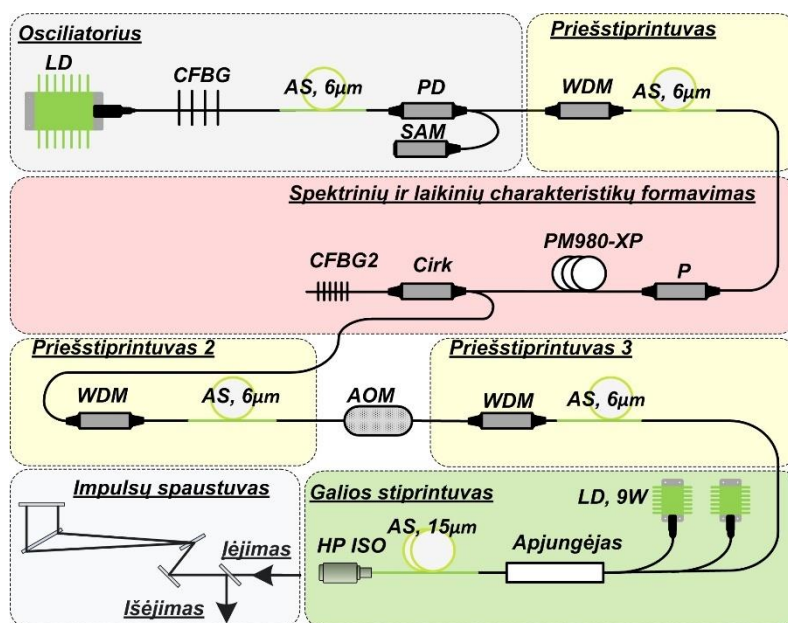 Osciliatorius
LD
CFBG
AS, 6µm
PD
SAM
Priešstiprintuvas
WDM
AS, 6µm
Spektrinių ir laikinių charakteristikų formavimas
CFBG2
Cirk
PM980-XP
P
Priešstiprintuvas 2
WDM
AS, 6µm
AOM
Priešstiprintuvas 3
WDM
AS, 6µm
Impulsų spaustuvas
Įėjimas
Išėjimas
Galios stiprintuvas
HP ISO
AS, 15µm
Apjungėjas
LD, 9W